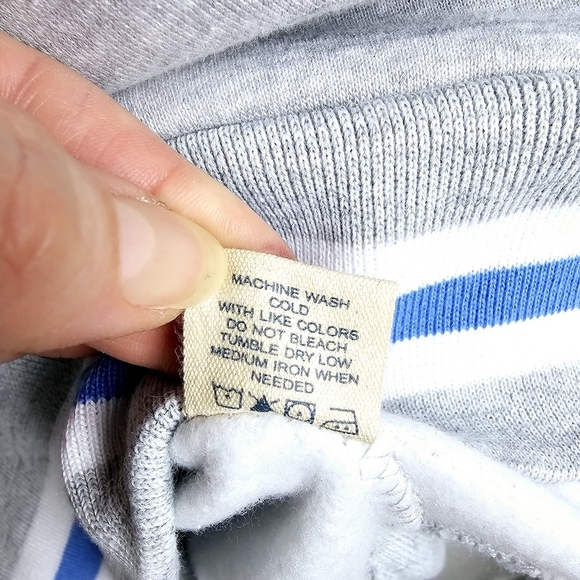 MACHINE WASH
COLD
WITH LIKE COLORS
DO NOT BLEACH
TUMBLE DRY LOW
MEDIUM IRON WHEN
NEEDED